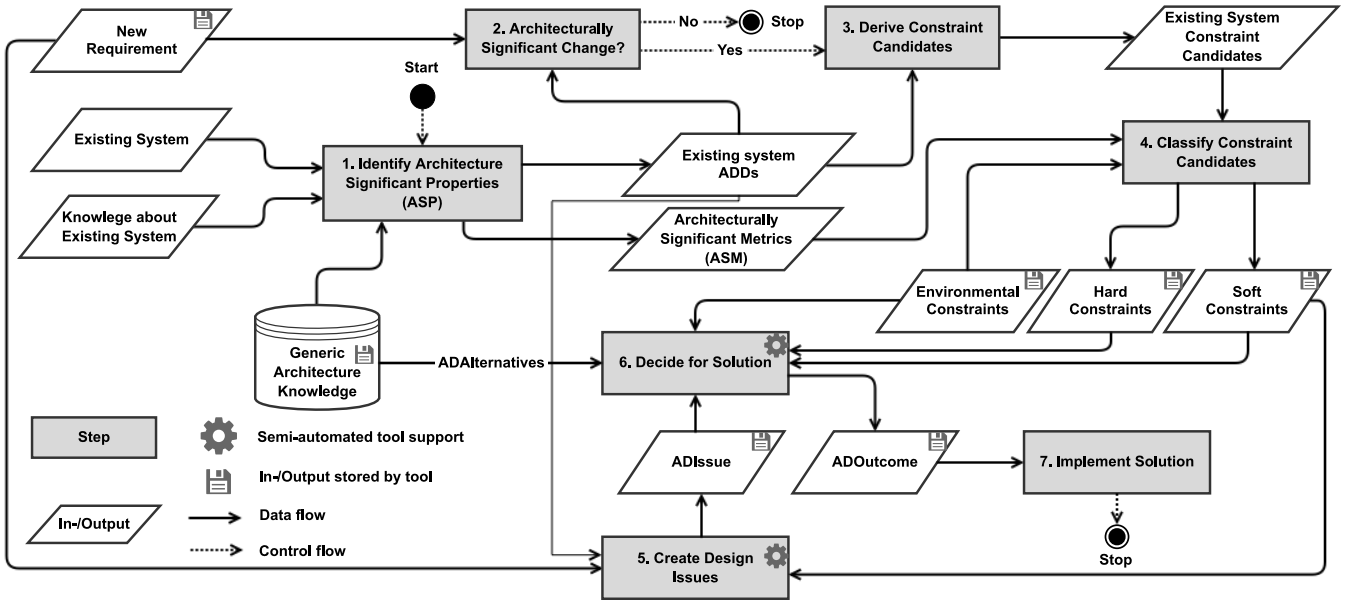 New
Requirement
2. Architecturally
Significant Change?
No
Stop
Yes
3. Derive Constraint
Candidates
Existing System
Constraint
Candidates
Start
Existing System
1. Identify Architecture
Significant Properties
(ASP)
Existing system
ADDs
4. Classify Constraint
Candidates
Knowlege about
Existing System
Architecturally
Significant Metrics
(ASM)
Environmental
Constraints
Hard
Constraints
Soft
Constraints
Generic
Architecture
Knowledge
ADAlternatives
6. Decide for Solution
Step
Semi-automated tool support
In-/Output stored by tool
In-/Output
Data flow
Control flow
ADIssue
ADOutcome
7. Implement Solution
Stop
5. Create Design
Issues